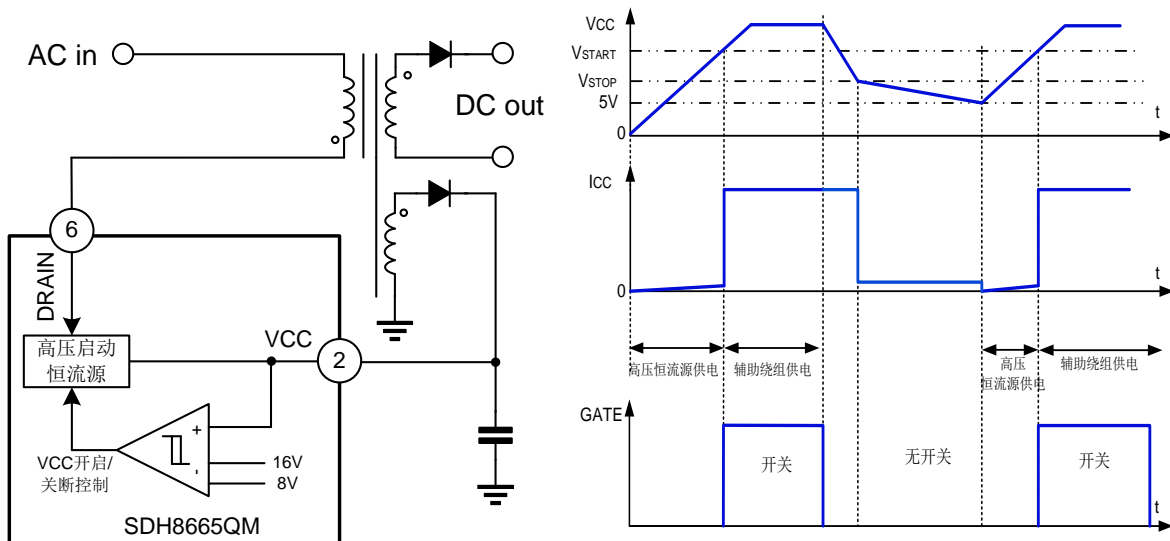 AC in
DC out
6
DRAIN
高压启动
恒流源
VCC
2
+
-
16V
8V
VCC开启/
关断控制
SDH8665QM
VCC
VSTART
VSTOP
5V
0
t
ICC
0
t
高压恒流源供电
辅助绕组供电
高压
恒流源供电
辅助绕组供电
GATE
开关
无开关
开关
t